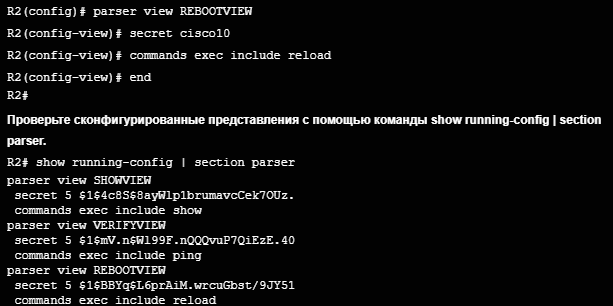 R2(config)# parser view REBOOTVIEW
R2(config-view)# secret cisco10
R2(config-view)# commands exec include reload
R2(config-view)# end
R2#
Проверьте сконфигурированные представления с помощью команды show running-config | section
parser.
R2# show running-config | section parser
parser view SHOWVIEW
secret 5 $1$4c8S$8ayWlp1brumavcCek7OUz.
commands exec include show
parser view VERIFYVIEW
secret 5 $1$mV.n$Wl99F.nQQQvuP7QiEzE.40
commands exec include ping
parser view REBOOTVIEW
secret 5 $1$BBYq$L6prAiM.wrcuGbst/9JY51
commands exec include reload